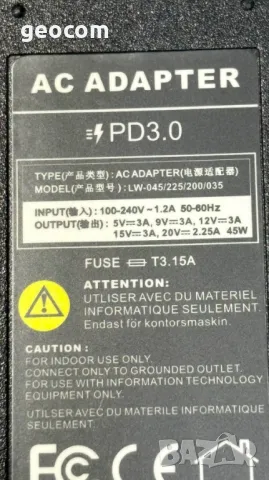 geocom
AC ADAPTER
PD3.0
TYPE(产品类型): AC ADAPTER(电源适配器)
MODEL(产品型号): LW-045/225/200/035
INPUT(输入): 100-240V - 1.2A 50-60Hz
OUTPUT(输出): 5V⎓3A, 9V⎓3A, 12V⎓3A
15V⎓3A, 20V⎓ 2.25A 45W
FUSE T3.15A
ATTENTION:
UTLISER AVEC DU MATERIEL
INFORMATIQUE SEULEMENT
Endast för kontorsmaskin.
CAUTION :
FOR INDOOR USE ONLY.
CONNECT ONLY TO GROUNDED OUTLET.
FOR USE WITH INFORMATION TECHNOLOGY
EQUIPMENT ONLY.
UTLISER AVEC DU MATERILE INFORMATIQUE
SEULEMENT.
FC CE
BAZAR